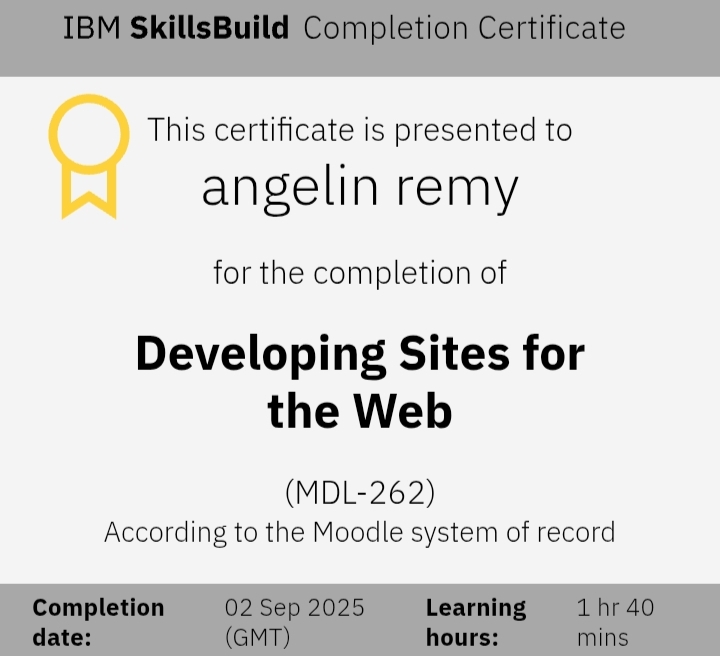 IBM SkillsBuild Completion Certificate
This certificate is presented to
angelin remy
for the completion of
Developing Sites for
the Web
(MDL-262)
According to the Moodle system of record
Completion date:
02 Sep 2025 (GMT)
Learning hours:
1 hr 40 mins